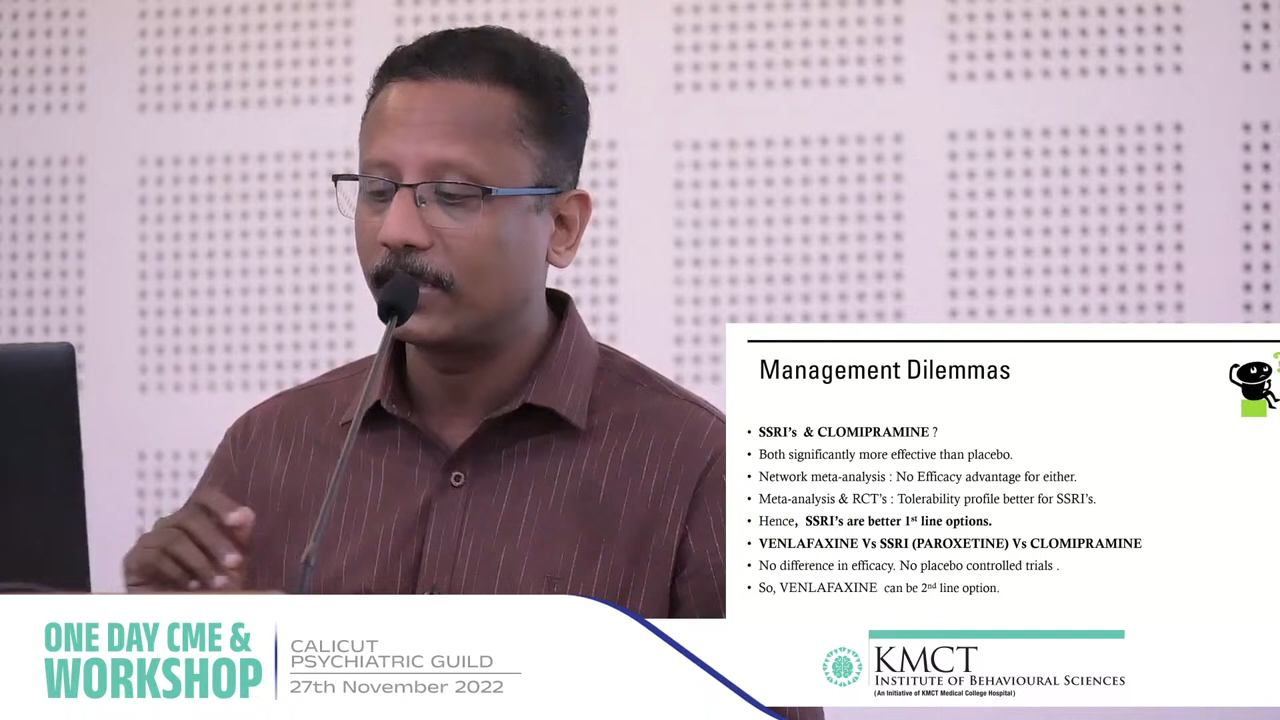 Management Dilemmas
• SSRI's & CLOMIPRAMINE ?
• Both significantly more effective than placebo.
• Network meta-analysis : No Efficacy advantage for either.
• Meta-analysis & RCT's : Tolerability profile better for SSRI's.
• Hence, SSRI's are better 1st line options.
• VENLAFAXINE Vs SSRI (PAROXETINE) Vs CLOMIPRAMINE
• No difference in efficacy. No placebo controlled trials .
• So, VENLAFAXINE can be 2nd line option.
ONE DAY CME &
WORKSHOP
CALICUT
PSYCHIATRIC GUILD
27th November 2022
KMCT
INSTITUTE OF BEHAVIOURAL SCIENCES
(An Initiative of KMCT Medical College Hospital)